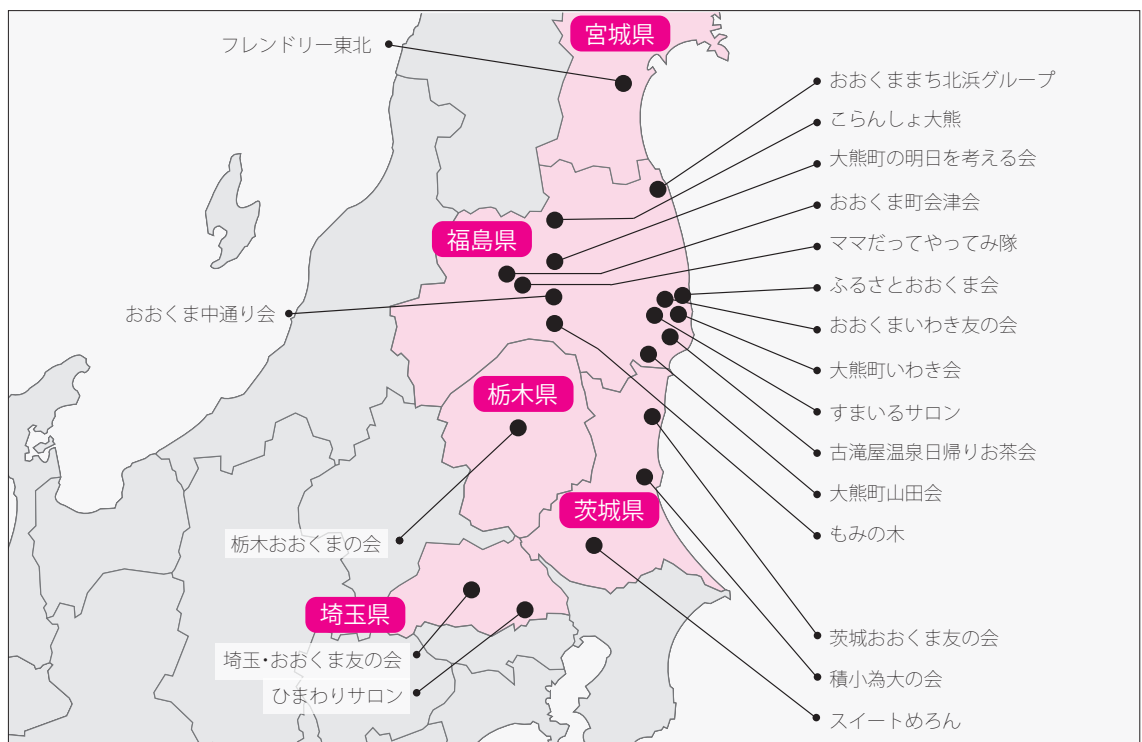 宮城県
フレンドリー東北
おおくままち北浜グループ
こらんしょ大熊
大熊町の明日を考える会
おおくま町会津会
福島県
ママだってやってみ隊
ふるさとおおくま会
おおくま中通り会
おおくまいわき友の会
大熊町いわき会
栃木県
すまいるサロン
古滝屋温泉日帰りお茶会
大熊町山田会
茨城県
もみの木
栃木おおくまの会
埼玉県
茨城おおくま友の会
埼玉・おおくま友の会
積小為大の会
ひまわりサロン
スイートめろん